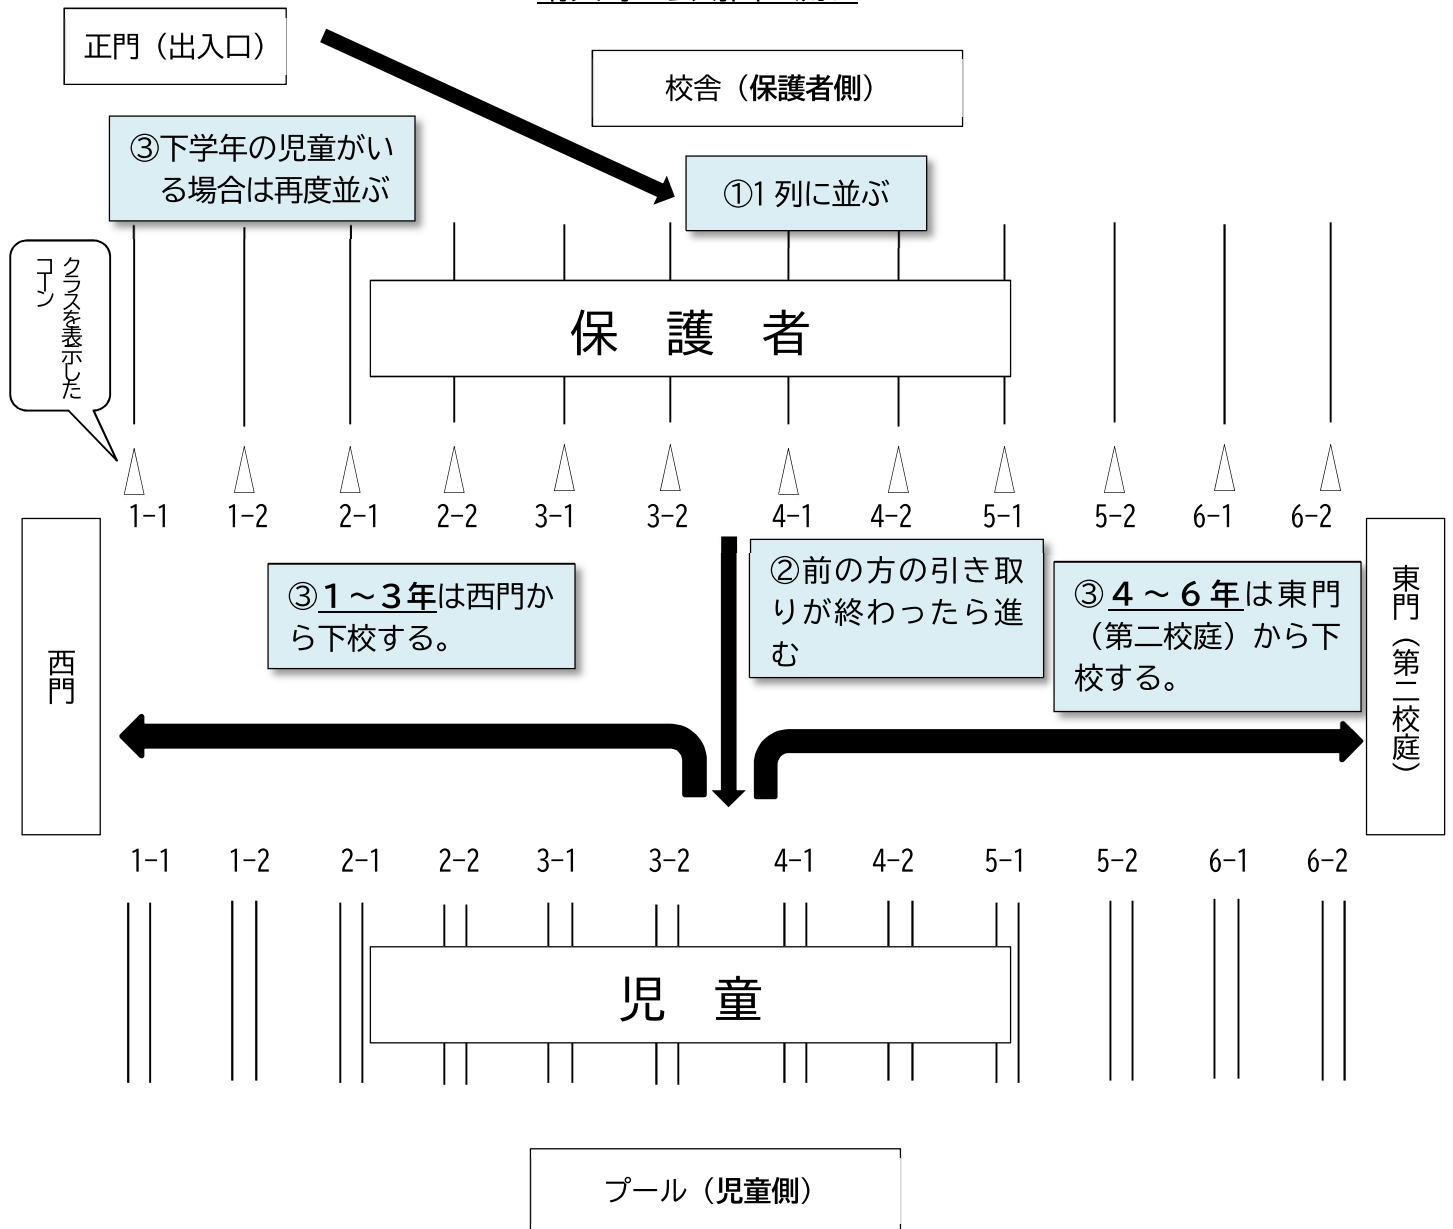 正門（出入口）
校舎（保護者側）
③下学年の児童がい
る場合は再度並ぶ
①1 列に並ぶ
クラスを表示した
コーン
保　護　者
1-1
1-2
2-1
2-2
3-1
3-2
4-1
4-2
5-1
5-2
6-1
6-2
西門
③１～３年は西門か
ら下校する。
②前の方の引き取
りが終わったら進
む
③４～６年は東門
（第二校庭）から下
校する。
東門（第二校庭）
1-1
1-2
2-1
2-2
3-1
3-2
4-1
4-2
5-1
5-2
6-1
6-2
児　童
プール（児童側）